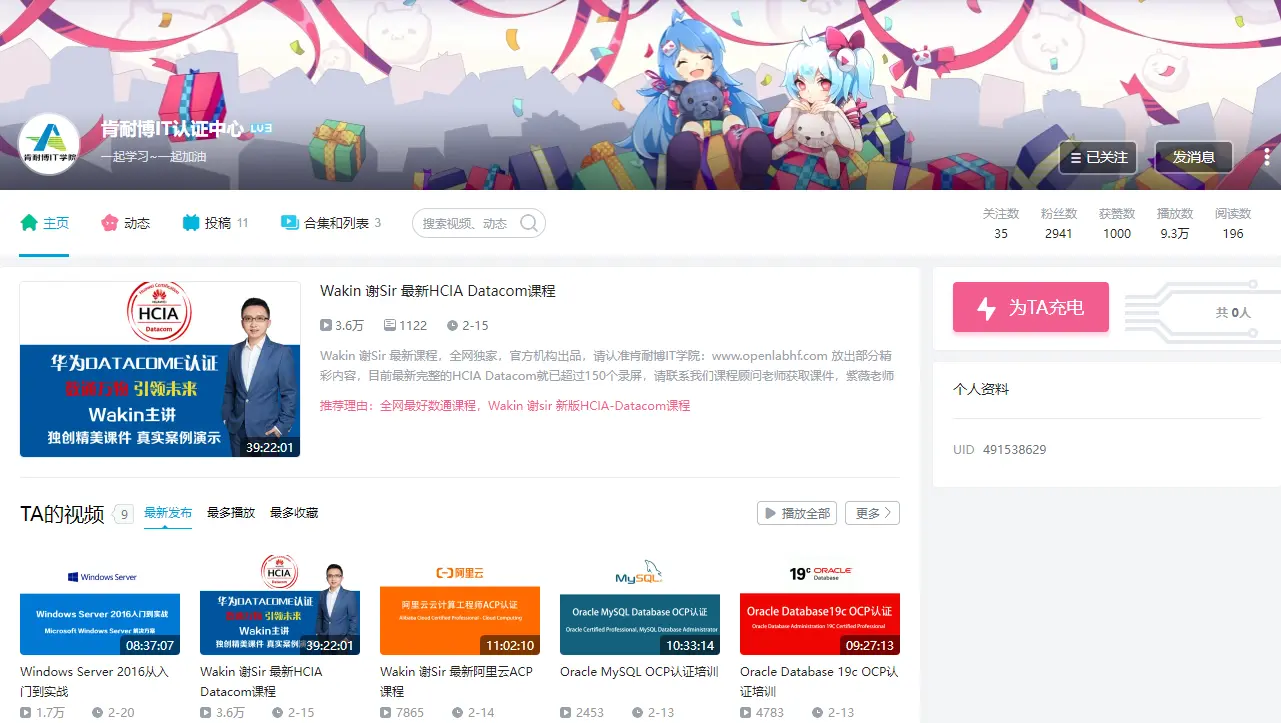 肯耐博IT学院
肯耐博IT认证中心 LV3
一起学习~一起加油
已关注
发消息
主页
动态
投稿 11
合集和列表 3
搜索视频、动态
关注数
35
粉丝数
2941
获赞数
1000
播放数
9.3万
阅读数
196
Huawei Certification
HUAWEI
HCIA
Datacom
华为DATACOME认证
数通万物 引领未来
Wakin主讲
独创精美课件 真实案例演示
39:22:01
Wakin 谢Sir 最新HCIA Datacom课程
3.6万 1122 2-15
Wakin 谢Sir 最新课程，全网独家，官方机构出品，请认准肯耐博IT学院：www.openlabhf.com 放出部分精
彩内容，目前最新完整的HCIA Datacom就已超过150个录屏，请联系我们课程顾问老师获取课件，紫薇老师
推荐理由：全网最好数通课程，Wakin 谢sir 新版HCIA-Datacom课程
为TA充电
共 0人
个人资料
UID 491538629
TA的视频 9
最新发布
最多播放
最多收藏
播放全部
更多
Windows Server
Windows Server 2016入门到实战
Microsoft Windows Server 解决方案
08:37:07
Windows Server 2016从入
门到实战
1.7万 2-20
HCIA
Datacom
华为DATACOME认证
数通万物 引领未来
Wakin主讲
独创精美课件 真实案例演示
39:22:01
Wakin 谢Sir 最新HCIA
Datacom课程
3.6万 2-15
阿里云
阿里云云计算工程师ACP认证
Alibaba Cloud Certified Professional - Cloud Computing
11:02:10
Wakin 谢Sir 最新阿里云ACP
课程
7865 2-14
MySQL
Oracle MySQL Database OCP认证
Oracle Certified Professional, MySQL Database Administrator
10:33:14
Oracle MySQL OCP认证培训
2453 2-13
19c ORACLE
Database
Oracle Database19c OCP认证
Oracle Database Administration 19C Certified Professional
09:27:13
Oracle Database 19c OCP认
证培训
4783 2-13